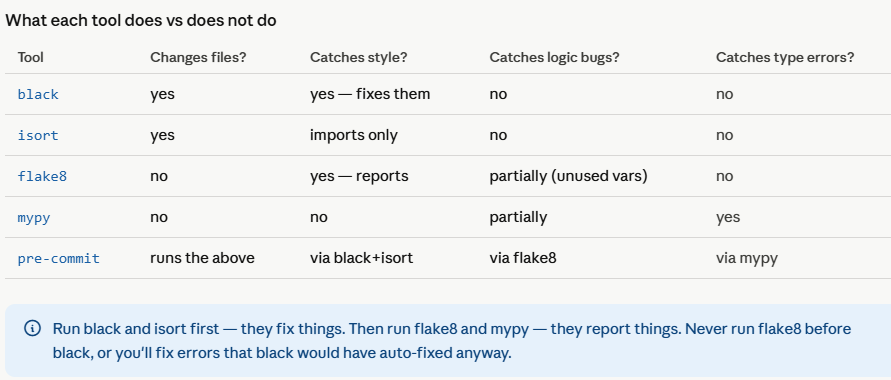 What each tool does vs does not do
Tool Changes files? Catches style? Catches logic bugs? Catches type errors?
black yes yes — fixes them no no
isort yes imports only no no
flake8 no yes — reports partially (unused vars) no
mypy no no partially yes
pre-commit runs the above via black+isort via flake8 via mypy
Run black and isort first — they fix things. Then run flake8 and mypy — they report things. Never run flake8 before
black, or you'll fix errors that black would have auto-fixed anyway.